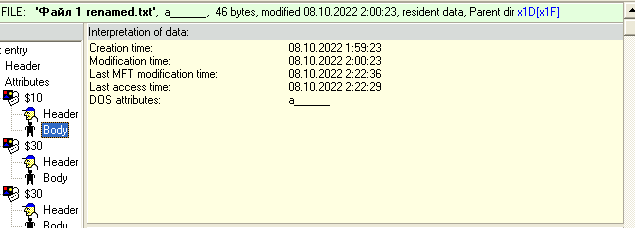 FILE: 'Файл 1 renamed.txt', a______, 46 bytes, modified 08.10.2022 2:00:23, resident data, Parent dir x1D[x1F]
Interpretation of data:
entry
Creation time: 08.10.2022 1:59:23
Header
Modification time: 08.10.2022 2:00:23
Attributes
Last MFT modification time: 08.10.2022 2:22:36
Last access time: 08.10.2022 2:22:29
$10
DOS attributes: a______
Header
Body
$30
Header
Body
$30
Header
Body